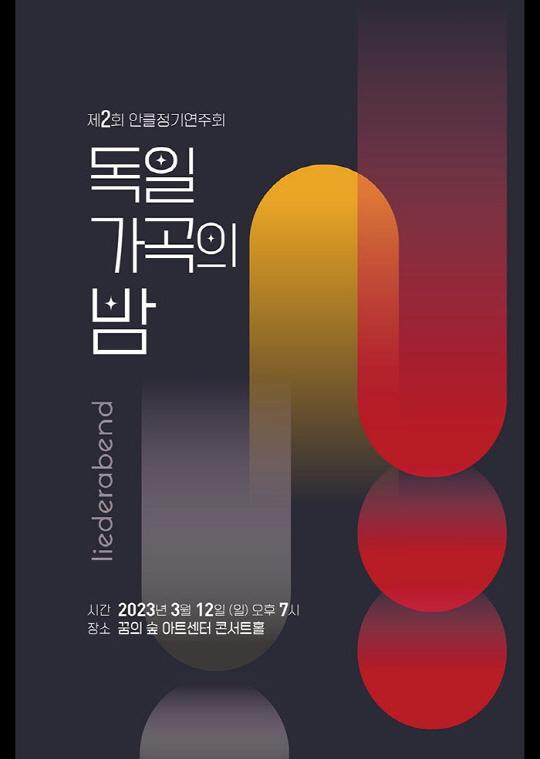 제2회 안클정기연주회
독일
가곡의
밤
liederabend
시간 2023년 3월 12일 (일) 오후 7시
장소 꿈의 숲 아트센터 콘서트홀